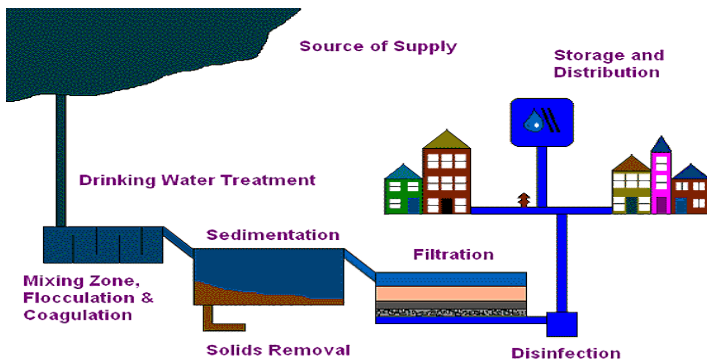 Source of Supply
Storage and
Distribution
Drinking Water Treatment
Sedimentation
Filtration
Mixing Zone,
Flocculation &
Coagulation
Solids Removal
Disinfection